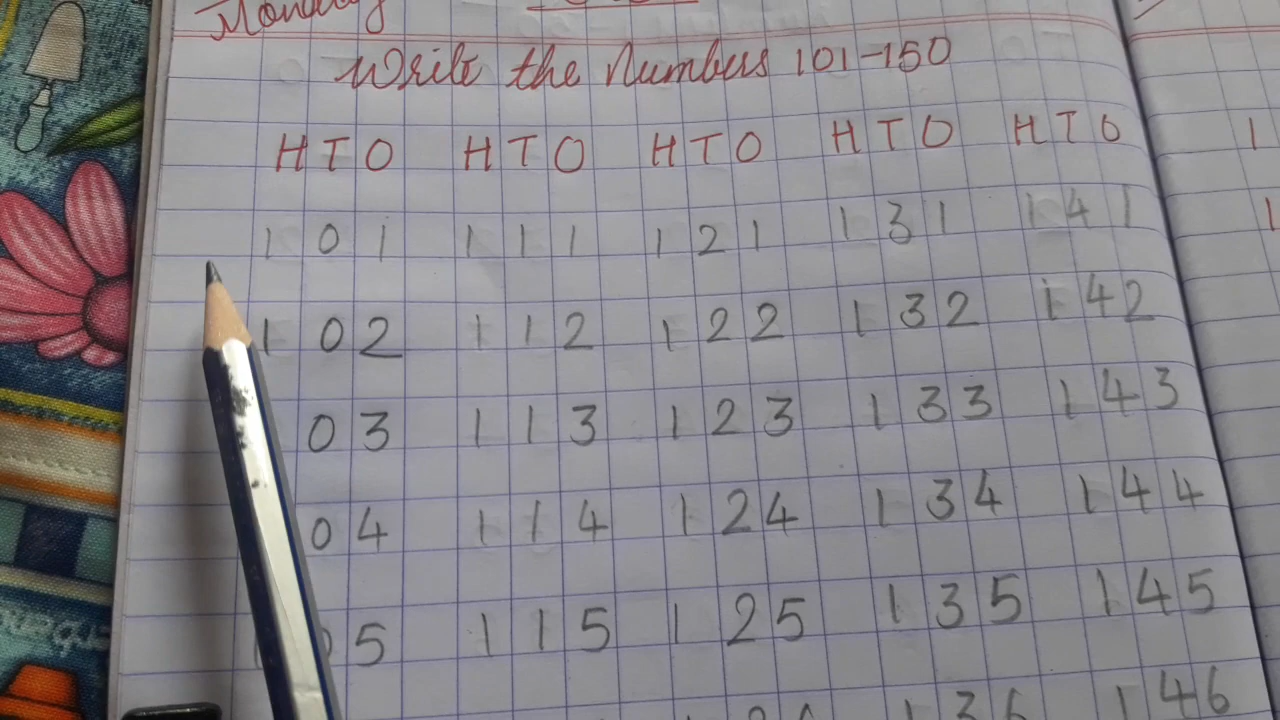 Monday
Write the Numbers 101-150
H T O H T O H T O H T O H T O
1 0 1 1 1 1 1 2 1 1 3 1 1 4 1
1 0 2 1 1 2 1 2 2 1 3 2 1 4 2
0 3 1 1 3 1 2 3 1 3 3 1 4 3
0 4 1 1 4 1 2 4 1 3 4 1 4 4
5 1 1 5 1 2 5 1 3 5 1 4 5
1 3 6 1 4 6